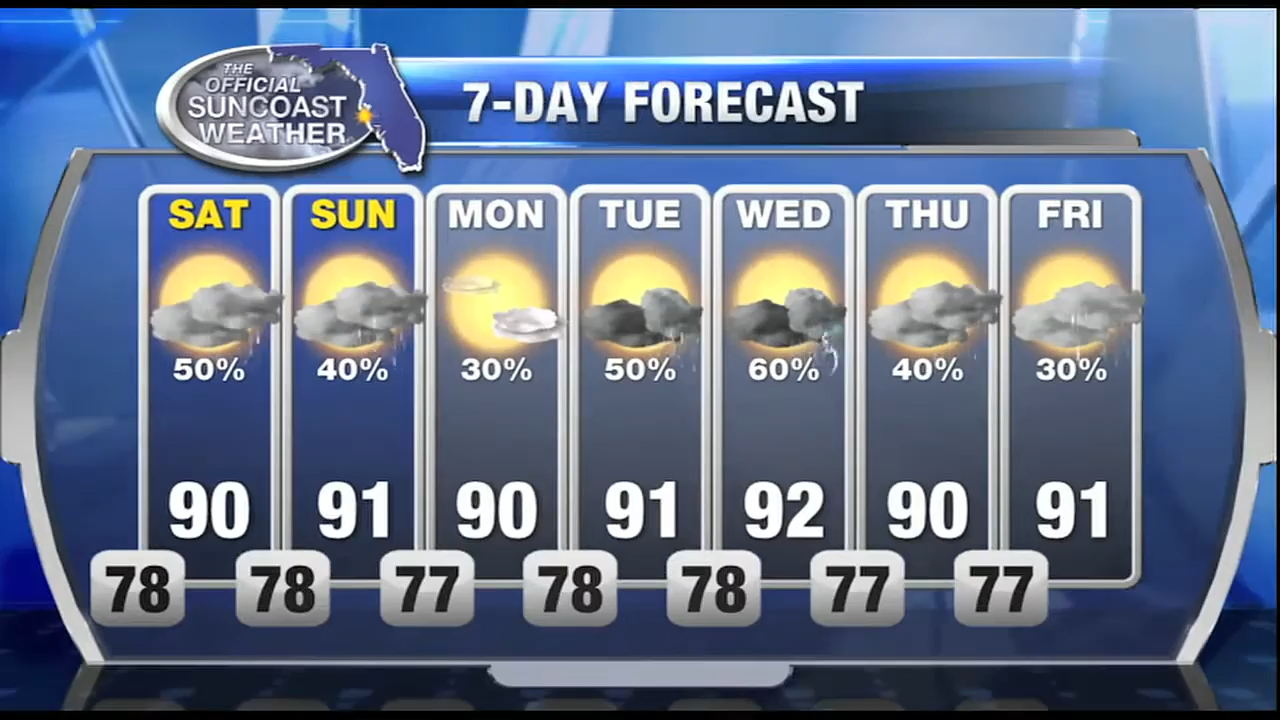 THE
OFFICIAL
SUNCOAST
WEATHER
7-DAY FORECAST
SAT SUN MON TUE WED THU FRI
50% 40% 30% 50% 60% 40% 30%
90 91 90 91 92 90 91
78 78 77 78 78 77 77